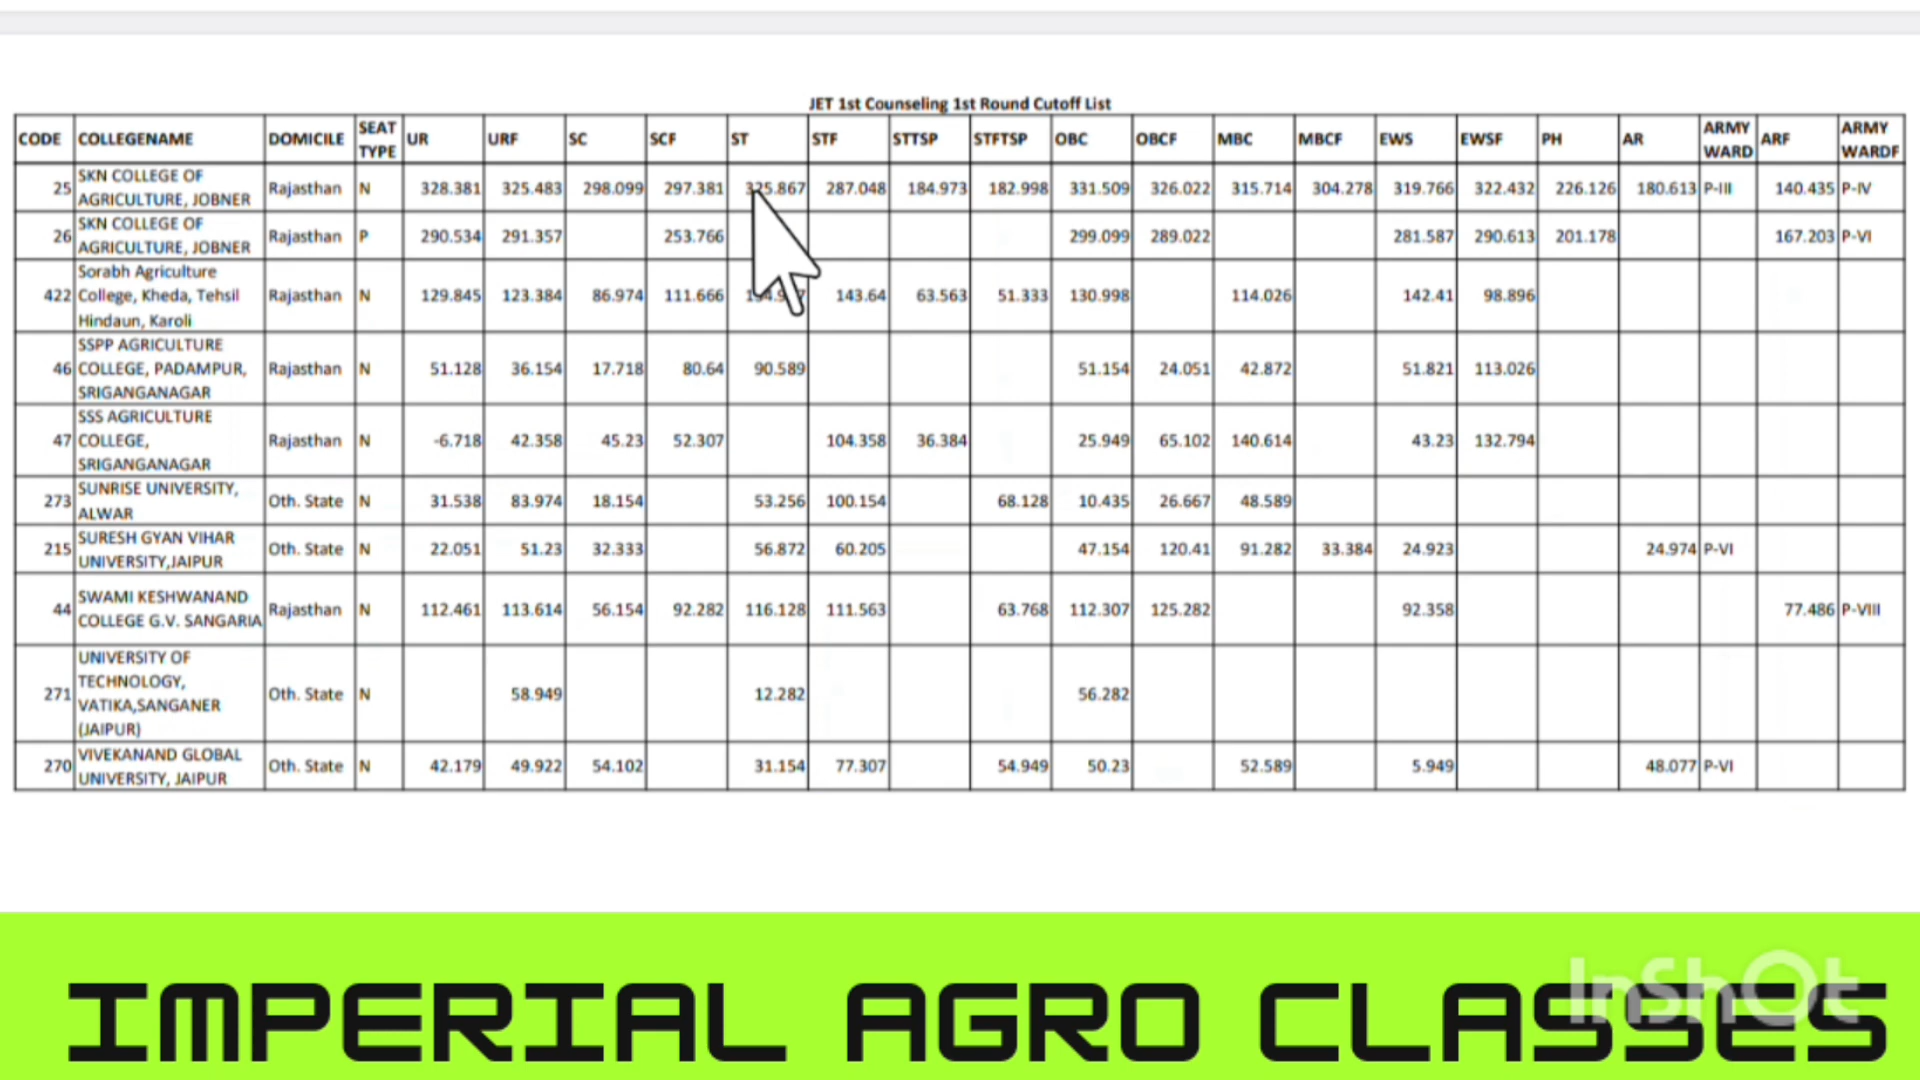 JET 1st Counseling 1st Round Cutoff List
CODE COLLEGENAME DOMICILE SEAT TYPE UR URF SC SCF ST STF STTSP STFTSP OBC OBCF MBC MBCF EWS EWSF PH AR ARMY WARD ARF ARMY WARDF
25 SKN COLLEGE OF AGRICULTURE, JOBNER Rajasthan N 328.381 325.483 298.099 297.381 325.867 287.048 184.973 182.998 331.509 326.022 315.714 304.278 319.766 322.432 226.126 180.613 P-III 140.435 P-IV
26 SKN COLLEGE OF AGRICULTURE, JOBNER Rajasthan P 290.534 291.357 253.766 299.099 289.022 281.587 290.613 201.178 167.203 P-VI
422 Sorabh Agriculture College, Kheda, Tehsil Hindaun, Karoli Rajasthan N 129.845 123.384 86.974 111.666 143.64 63.563 51.333 130.998 114.026 142.41 98.896
46 SSPP AGRICULTURE COLLEGE, PADAMPUR, SRIGANGANAGAR Rajasthan N 51.128 36.154 17.718 80.64 90.589 51.154 24.051 42.872 51.821 113.026
47 SSS AGRICULTURE COLLEGE, SRIGANGANAGAR Rajasthan N -6.718 42.358 45.23 52.307 104.358 36.384 25.949 65.102 140.614 43.23 132.794
273 SUNRISE UNIVERSITY, ALWAR Oth. State N 31.538 83.974 18.154 53.256 100.154 68.128 10.435 26.667 48.589
215 SURESH GYAN VIHAR UNIVERSITY,JAIPUR Oth. State N 22.051 51.23 32.333 56.872 60.205 47.154 120.41 91.282 33.384 24.923 24.974 P-VI
44 SWAMI KESHWANAND COLLEGE G.V. SANGARIA Rajasthan N 112.461 113.614 56.154 92.282 116.128 111.563 63.768 112.307 125.282 92.358 77.486 P-VIII
271 UNIVERSITY OF TECHNOLOGY, VATIKA,SANGANER (JAIPUR) Oth. State N 58.949 12.282 56.282
270 VIVEKANAND GLOBAL UNIVERSITY, JAIPUR Oth. State N 42.179 49.922 54.102 31.154 77.307 54.949 50.23 52.589 5.949 48.077 P-VI
InShOt
IMPERIAL AGRO CLASSES